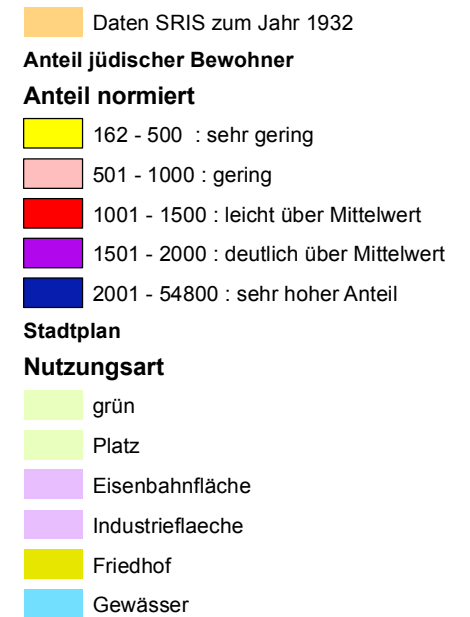 Daten SRIS zum Jahr 1932
Anteil jüdischer Bewohner
Anteil normiert
162 - 500 : sehr gering
501 - 1000 : gering
1001 - 1500 : leicht über Mittelwert
1501 - 2000 : deutlich über Mittelwert
2001 - 54800 : sehr hoher Anteil
Stadtplan
Nutzungsart
grün
Platz
Eisenbahnfläche
Industrieflaeche
Friedhof
Gewässer